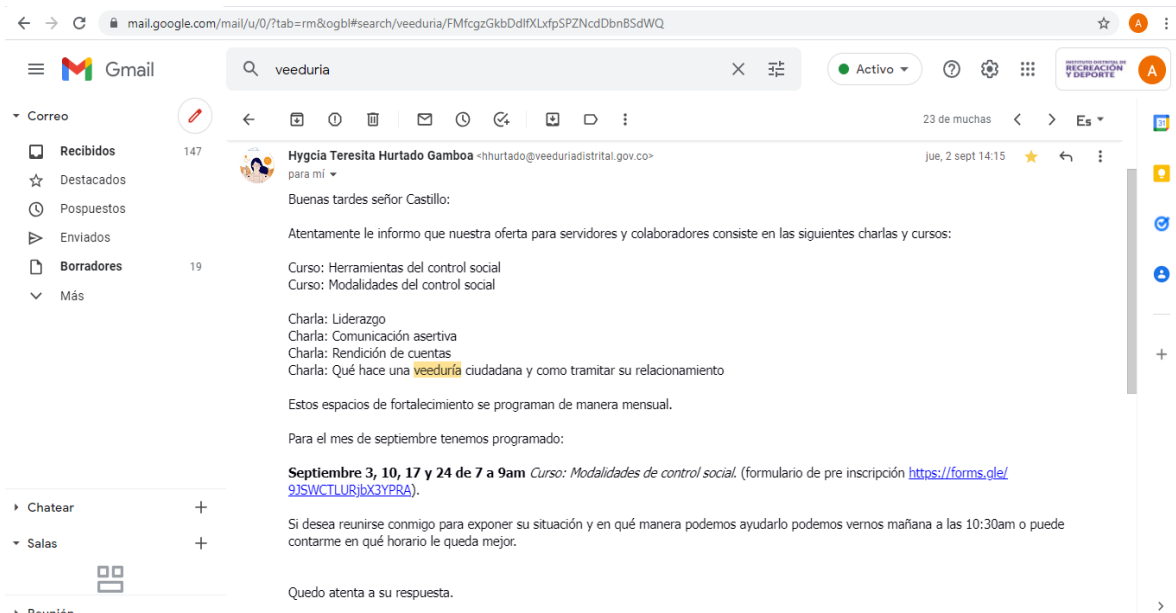 mail.google.com/mail/u/0/?tab=rm&ogbl#search/veeduria/FMfcgzGkbDdlfXLxfpSPZNcdDbnBSdWQ
A
Gmail
veeduria
Activo
INSTITUTO DISTRITAL DE
RECREACIÓN
Y DEPORTE
A
Correo
Recibidos 147
Destacados
Pospuestos
Enviados
Borradores 19
Más
Chatear
Salas
Reunión
23 de muchas
Es
31
Hygcia Teresita Hurtado Gamboa <hhurtado@veeduriadistrital.gov.co>
jue, 2 sept 14:15
para mí
Buenas tardes señor Castillo:
Atentamente le informo que nuestra oferta para servidores y colaboradores consiste en las siguientes charlas y cursos:
Curso: Herramientas del control social
Curso: Modalidades del control social
Charla: Liderazgo
Charla: Comunicación asertiva
Charla: Rendición de cuentas
Charla: Qué hace una veeduría ciudadana y como tramitar su relacionamiento
Estos espacios de fortalecimiento se programan de manera mensual.
Para el mes de septiembre tenemos programado:
Septiembre 3, 10, 17 y 24 de 7 a 9am Curso: Modalidades de control social. (formulario de pre inscripción https://forms.gle/
9JSWCTLURjbX3YPRA).
Si desea reunirse conmigo para exponer su situación y en qué manera podemos ayudarlo podemos vernos mañana a las 10:30am o puede
contarme en qué horario le queda mejor.
Quedo atenta a su respuesta.